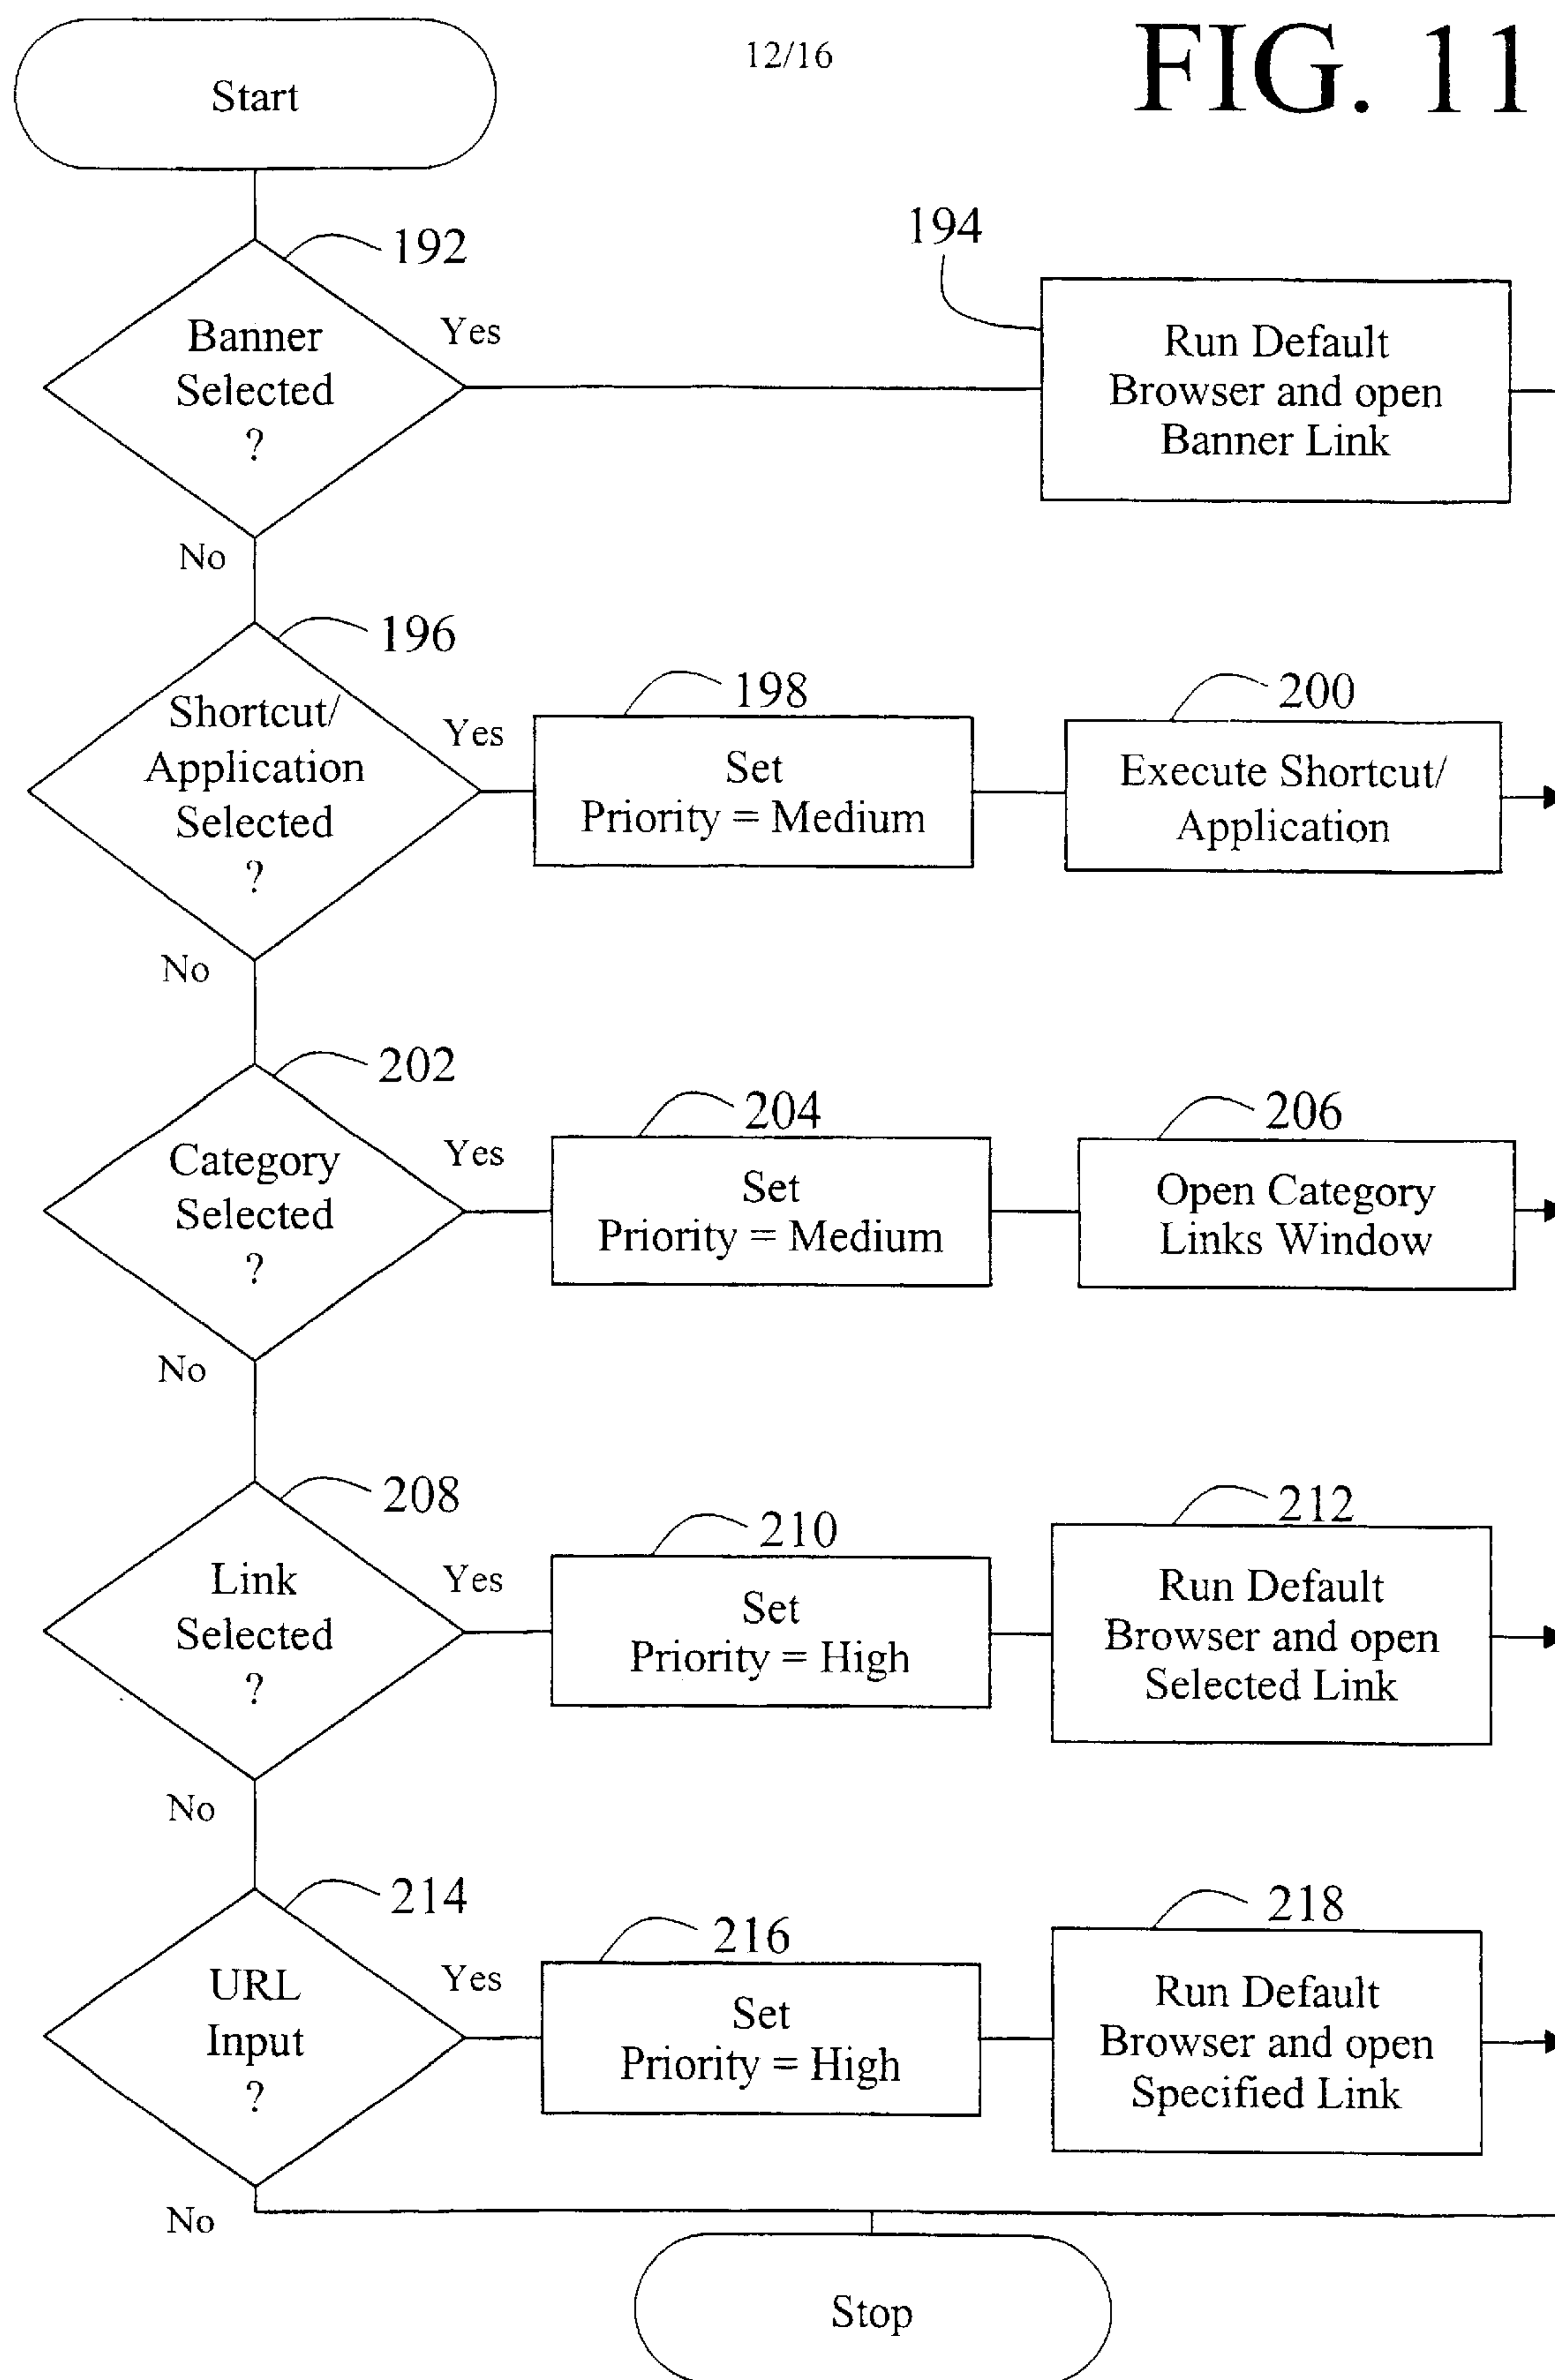 12/16
FIG. 11
Start
192
194
Banner
Selected
?
Yes
Run Default
Browser and open
Banner Link
No
196
198
200
Shortcut/
Application
Selected
?
Yes
Set
Priority = Medium
Execute Shortcut/
Application
No
202
204
206
Category
Selected
?
Yes
Set
Priority = Medium
Open Category
Links Window
No
208
210
212
Link
Selected
?
Yes
Set
Priority = High
Run Default
Browser and open
Selected Link
No
214
216
218
URL
Input
?
Yes
Set
Priority = High
Run Default
Browser and open
Specified Link
No
Stop